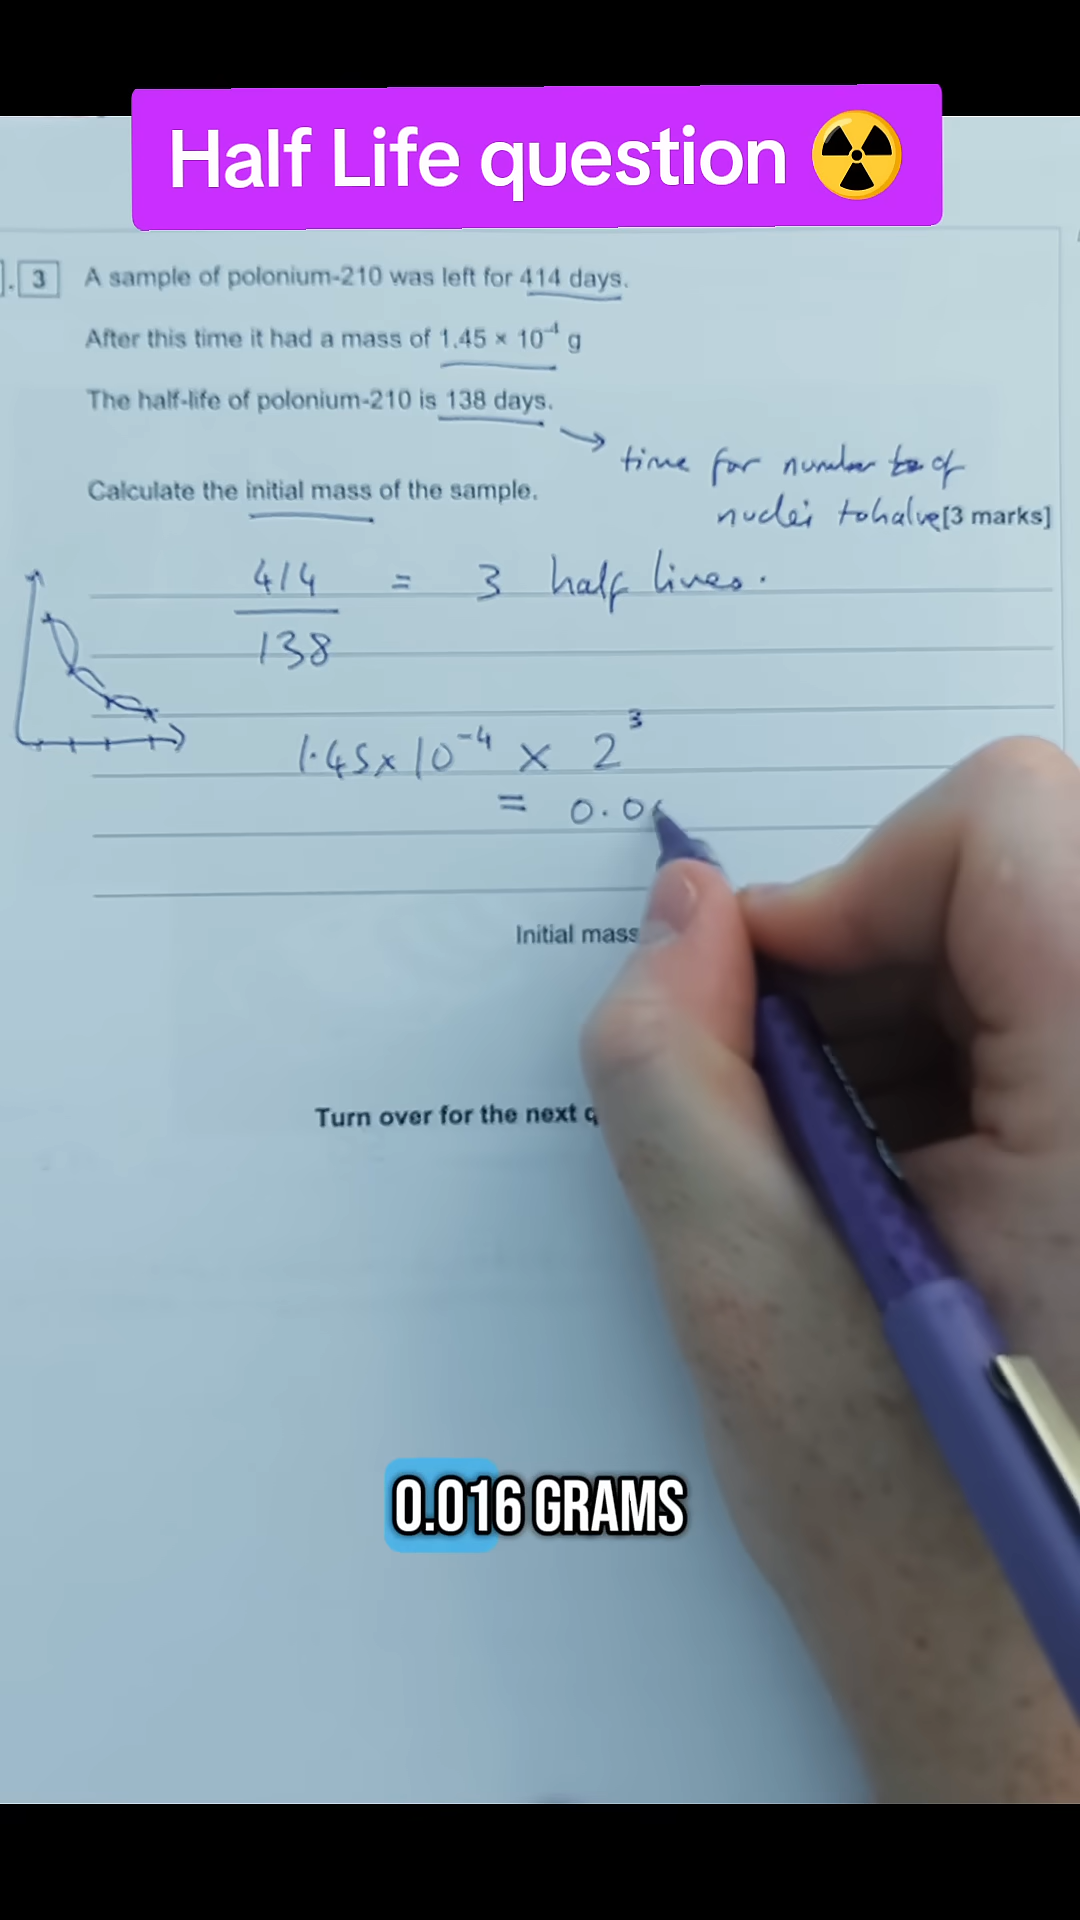 Half Life question ☢️
.3 A sample of polonium-210 was left for 414 days.
After this time it had a mass of 1.45 × 10⁻⁴ g
The half-life of polonium-210 is 138 days.
→ time for number of
Calculate the initial mass of the sample.
nuclei to halve [3 marks]
414 = 3 half lives.
138
1.45 x 10⁻⁴ x 2³
= 0.0
Initial mass
Turn over for the next q
0.016 GRAMS